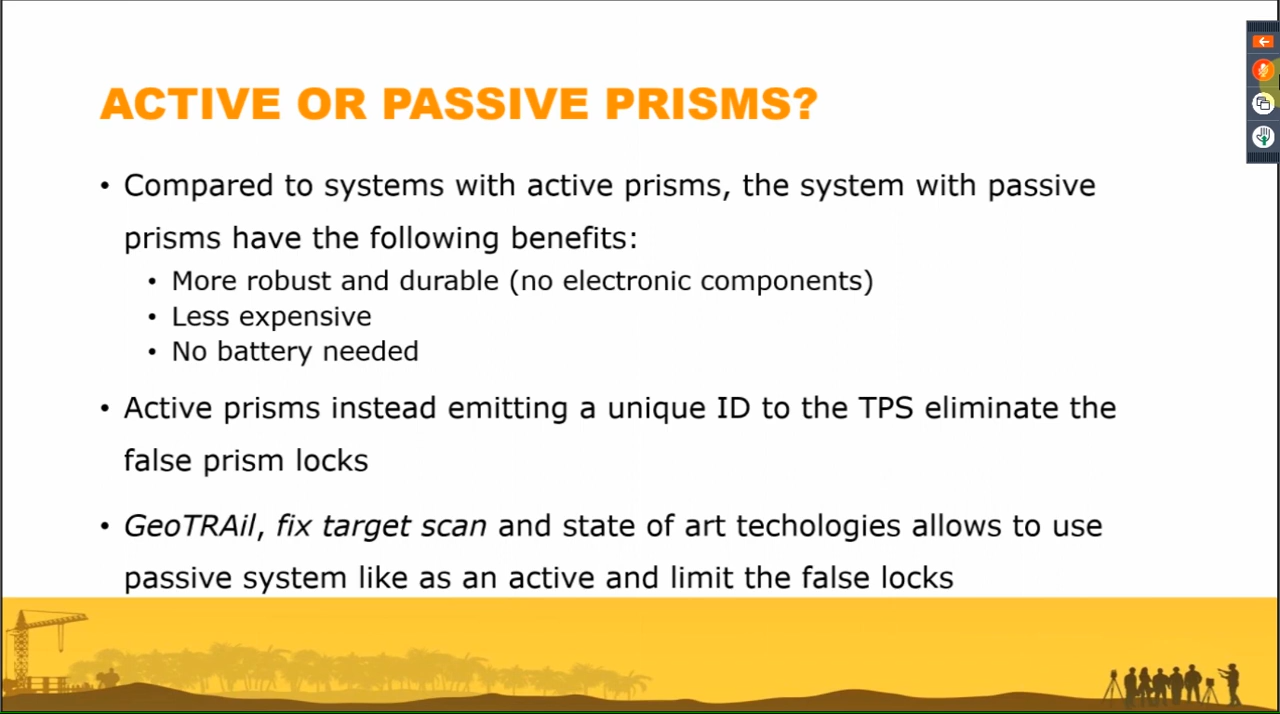 ACTIVE OR PASSIVE PRISMS?
• Compared to systems with active prisms, the system with passive
prisms have the following benefits:
• More robust and durable (no electronic components)
• Less expensive
• No battery needed
• Active prisms instead emitting a unique ID to the TPS eliminate the
false prism locks
• GeoTRAil, fix target scan and state of art techologies allows to use
passive system like as an active and limit the false locks